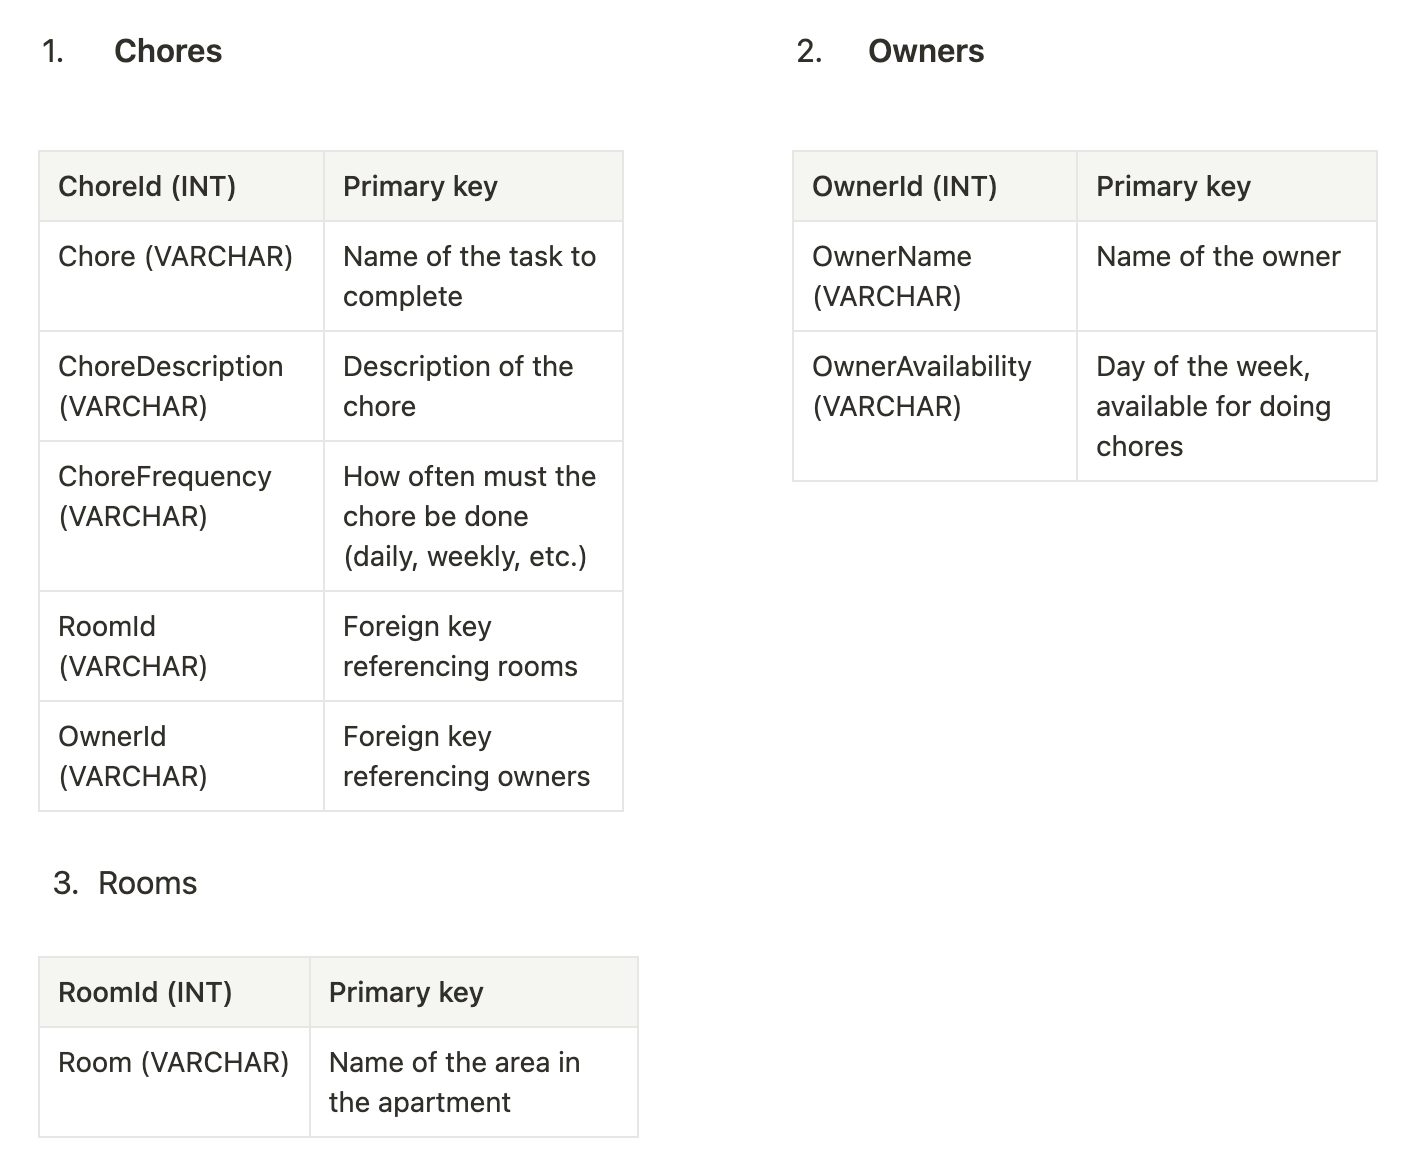 1. Chores
ChoreId (INT) Primary key
Chore (VARCHAR) Name of the task to
complete
ChoreDescription Description of the
(VARCHAR) chore
ChoreFrequency How often must the
(VARCHAR) chore be done
(daily, weekly, etc.)
RoomId Foreign key
(VARCHAR) referencing rooms
OwnerId Foreign key
(VARCHAR) referencing owners
2. Owners
OwnerId (INT) Primary key
OwnerName Name of the owner
(VARCHAR)
OwnerAvailability Day of the week,
(VARCHAR) available for doing
chores
3. Rooms
RoomId (INT) Primary key
Room (VARCHAR) Name of the area in
the apartment